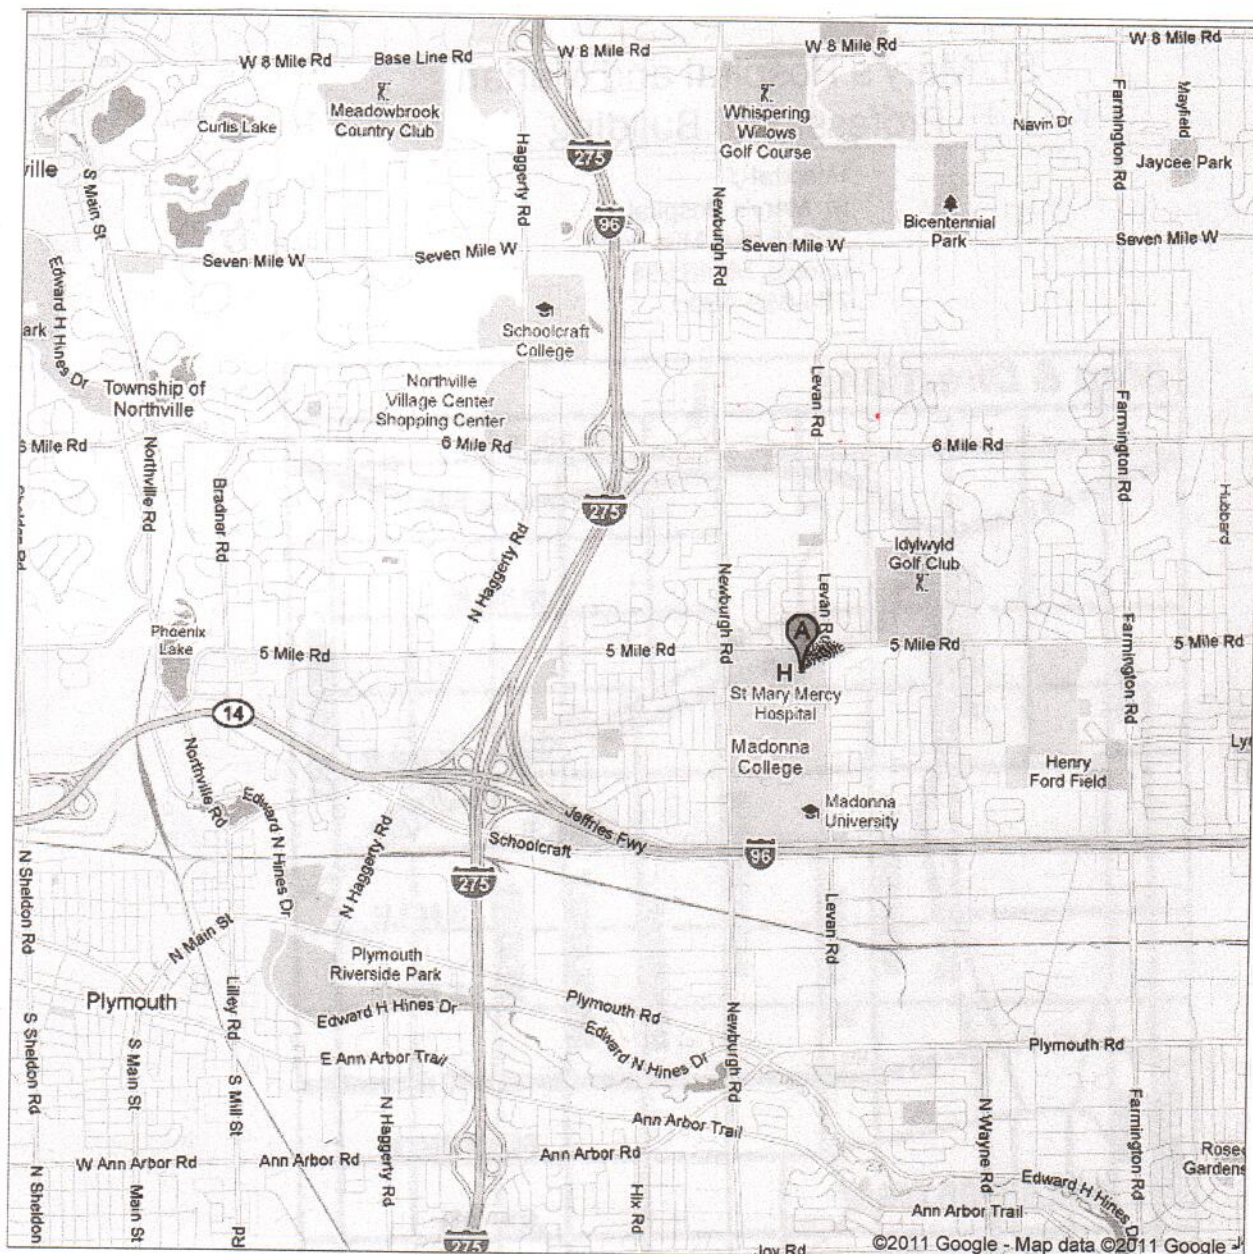 W 8 Mile Rd
Base Line Rd
W 8 Mile Rd
W 8 Mile Rd
W 8 Mile Rd
Meadowbrook
Country Club
Curtis Lake
Haggerty Rd
275
Whispering
Willows
Golf Course
Navin Dr
Farmington Rd
Mayfield
Jaycee Park
ville
S Main St
96
Newburgh Rd
Bicentennial
Park
Seven Mile W
Seven Mile W
Seven Mile W
Seven Mile W
Edward H Hines Dr
ark
Schoolcraft
College
Township of
Northville
Northville
Village Center
Shopping Center
Levan Rd
Farmington Rd
6 Mile Rd
6 Mile Rd
6 Mile Rd
Northville Rd
Bradner Rd
275
N Haggerty Rd
Hubbard
Idylwyld
Golf Club
Newburgh Rd
Levan Rd
A
Phoenix
Lake
5 Mile Rd
5 Mile Rd
5 Mile Rd
5 Mile Rd
Farmington Rd
H
St Mary Mercy
Hospital
14
Northville Rd
Madonna
College
Henry
Ford Field
Ly
Edward N Hines Dr
N Haggerty Rd
Jeffries Fwy
Schoolcraft
Madonna
University
96
275
N Sheldon Rd
N Main St
Levan Rd
Plymouth
Riverside Park
Plymouth
Lilley Rd
Edward H Hines Dr
Plymouth Rd
Edward N Hines Dr
Newburgh Rd
Plymouth Rd
S Sheldon Rd
S Main St
E Ann Arbor Trail
S Mill St
N Haggerty Rd
Ann Arbor Trail
N Wayne Rd
Farmington Rd
W Ann Arbor Rd
Ann Arbor Rd
Ann Arbor Rd
Rose
Gardens
Edward H Hines Dr
N Sheldon
Main St
Rd
Hix Rd
Ann Arbor Trail
275
Joy Rd
©2011 Google - Map data ©2011 Google -